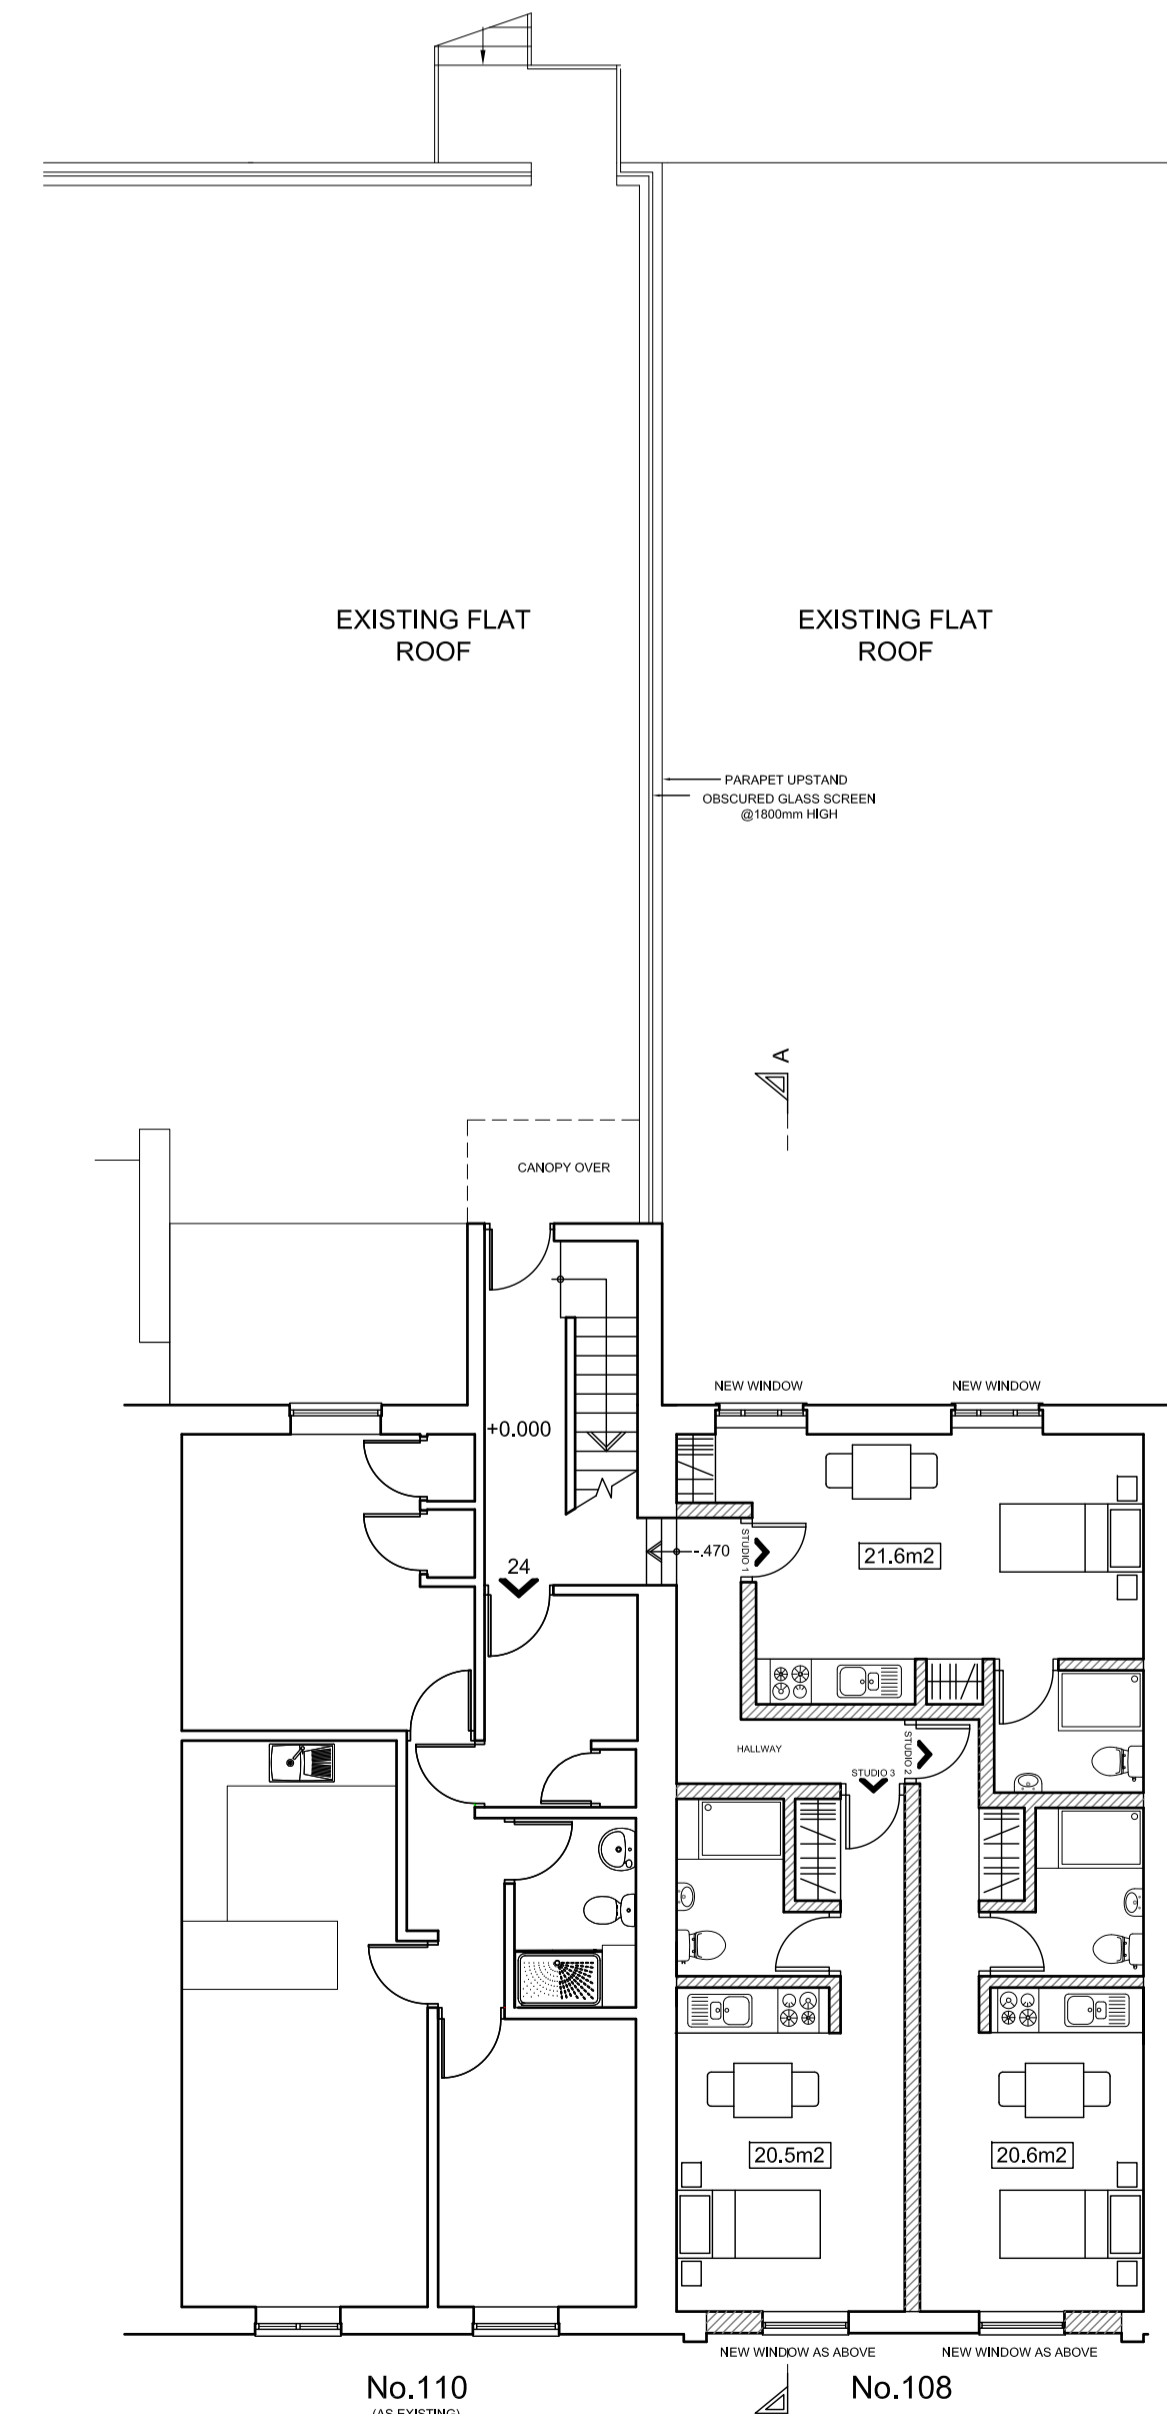 EXISTING FLAT
ROOF
EXISTING FLAT
ROOF
PARAPET UPSTAND
OBSCURED GLASS SCREEN
@1800mm HIGH
A
CANOPY OVER
NEW WINDOW
NEW WINDOW
+0.000
-.470
STUDIO 1
21.6m2
24
HALLWAY
STUDIO 2
STUDIO 3
20.5m2
20.6m2
NEW WINDOW AS ABOVE
NEW WINDOW AS ABOVE
No.110
(AS EXISTING)
No.108